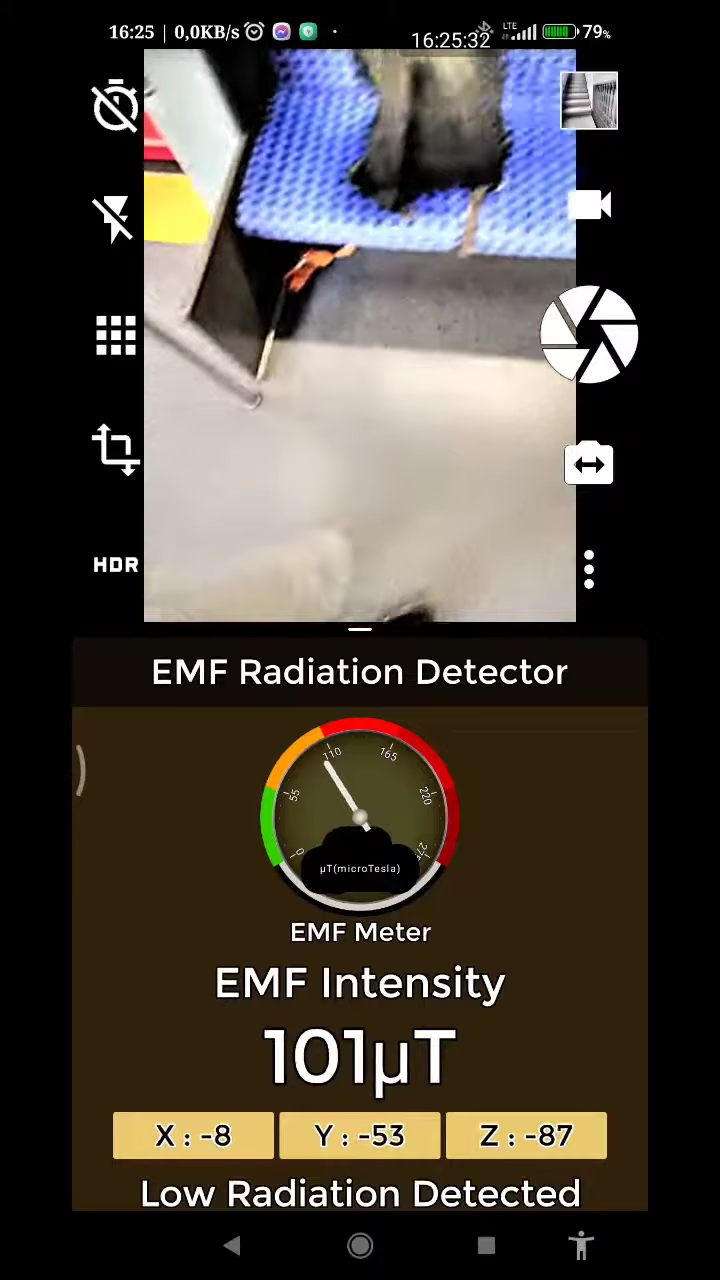 16:25 | 0,0KB/s
16:25:32
LTE
79%
HDR
EMF Radiation Detector
0
55
110
165
220
µT(microTesla)
EMF Meter
EMF Intensity
101µT
X : -8
Y : -53
Z : -87
Low Radiation Detected